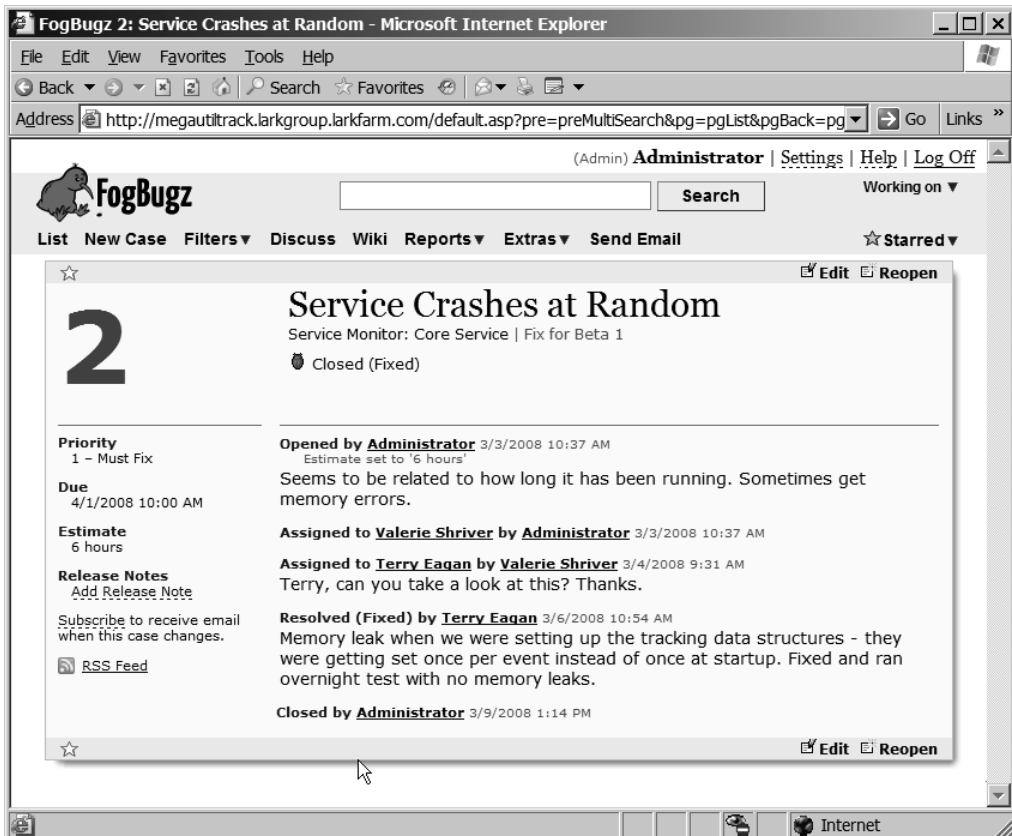 FogBugz 2: Service Crashes at Random - Microsoft Internet Explorer
File Edit View Favorites Tools Help
Back Search Favorites
Address http://megautiltrack.larkgroup.larkfarm.com/default.asp?pre=preMultiSearch&pg=pgList&pgBack=pg Go Links »
(Admin) Administrator | Settings | Help | Log Off
FogBugz Search Working on ▼
List New Case Filters▼ Discuss Wiki Reports▼ Extras▼ Send Email Starred▼
Edit Reopen
2
Service Crashes at Random
Service Monitor: Core Service | Fix for Beta 1
Closed (Fixed)
Priority
1 – Must Fix
Due
4/1/2008 10:00 AM
Estimate
6 hours
Release Notes
Add Release Note
Subscribe to receive email
when this case changes.
RSS Feed
Opened by Administrator 3/3/2008 10:37 AM
Estimate set to '6 hours'
Seems to be related to how long it has been running. Sometimes get
memory errors.
Assigned to Valerie Shriver by Administrator 3/3/2008 10:37 AM
Assigned to Terry Eagan by Valerie Shriver 3/4/2008 9:31 AM
Terry, can you take a look at this? Thanks.
Resolved (Fixed) by Terry Eagan 3/6/2008 10:54 AM
Memory leak when we were setting up the tracking data structures - they
were getting set once per event instead of once at startup. Fixed and ran
overnight test with no memory leaks.
Closed by Administrator 3/9/2008 1:14 PM
Edit Reopen
Internet